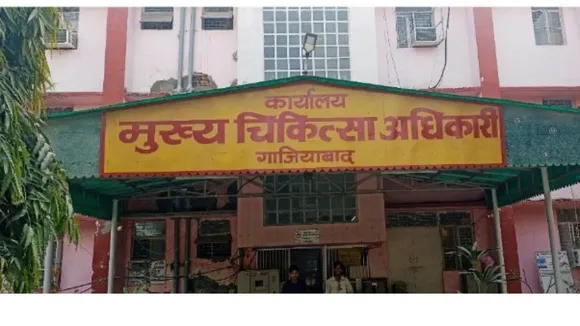 कार्यालय
मुख्य चिकित्सा अधिकारी
गाजियाबाद